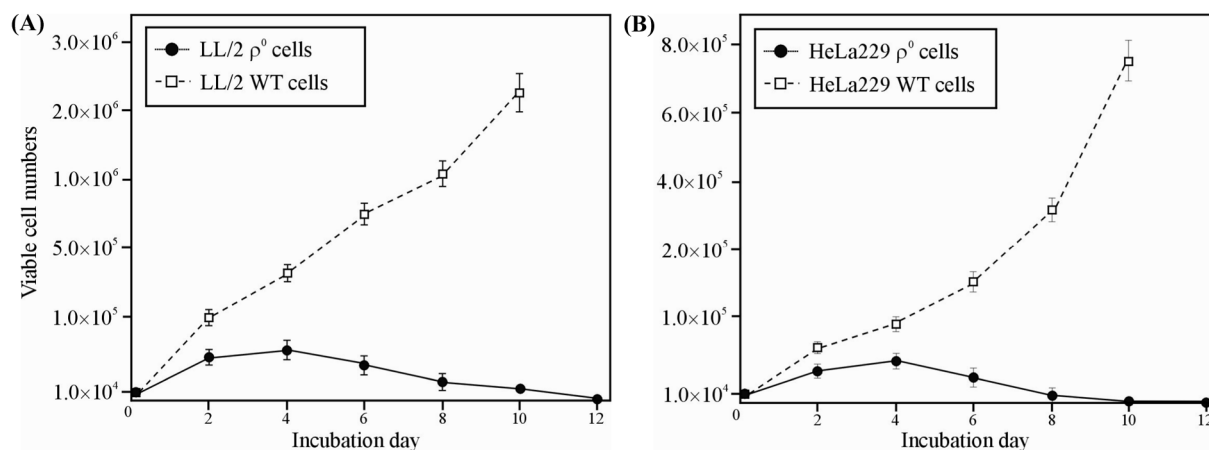 (A)
LL/2 ρ⁰ cells
LL/2 WT cells
Viable cell numbers
3.0×10⁶
2.0×10⁶
1.0×10⁶
5.0×10⁵
1.0×10⁵
1.0×10⁴
0 2 4 6 8 10 12
Incubation day
(B)
HeLa229 ρ⁰ cells
HeLa229 WT cells
8.0×10⁵
6.0×10⁵
4.0×10⁵
2.0×10⁵
1.0×10⁵
1.0×10⁴
0 2 4 6 8 10 12
Incubation day